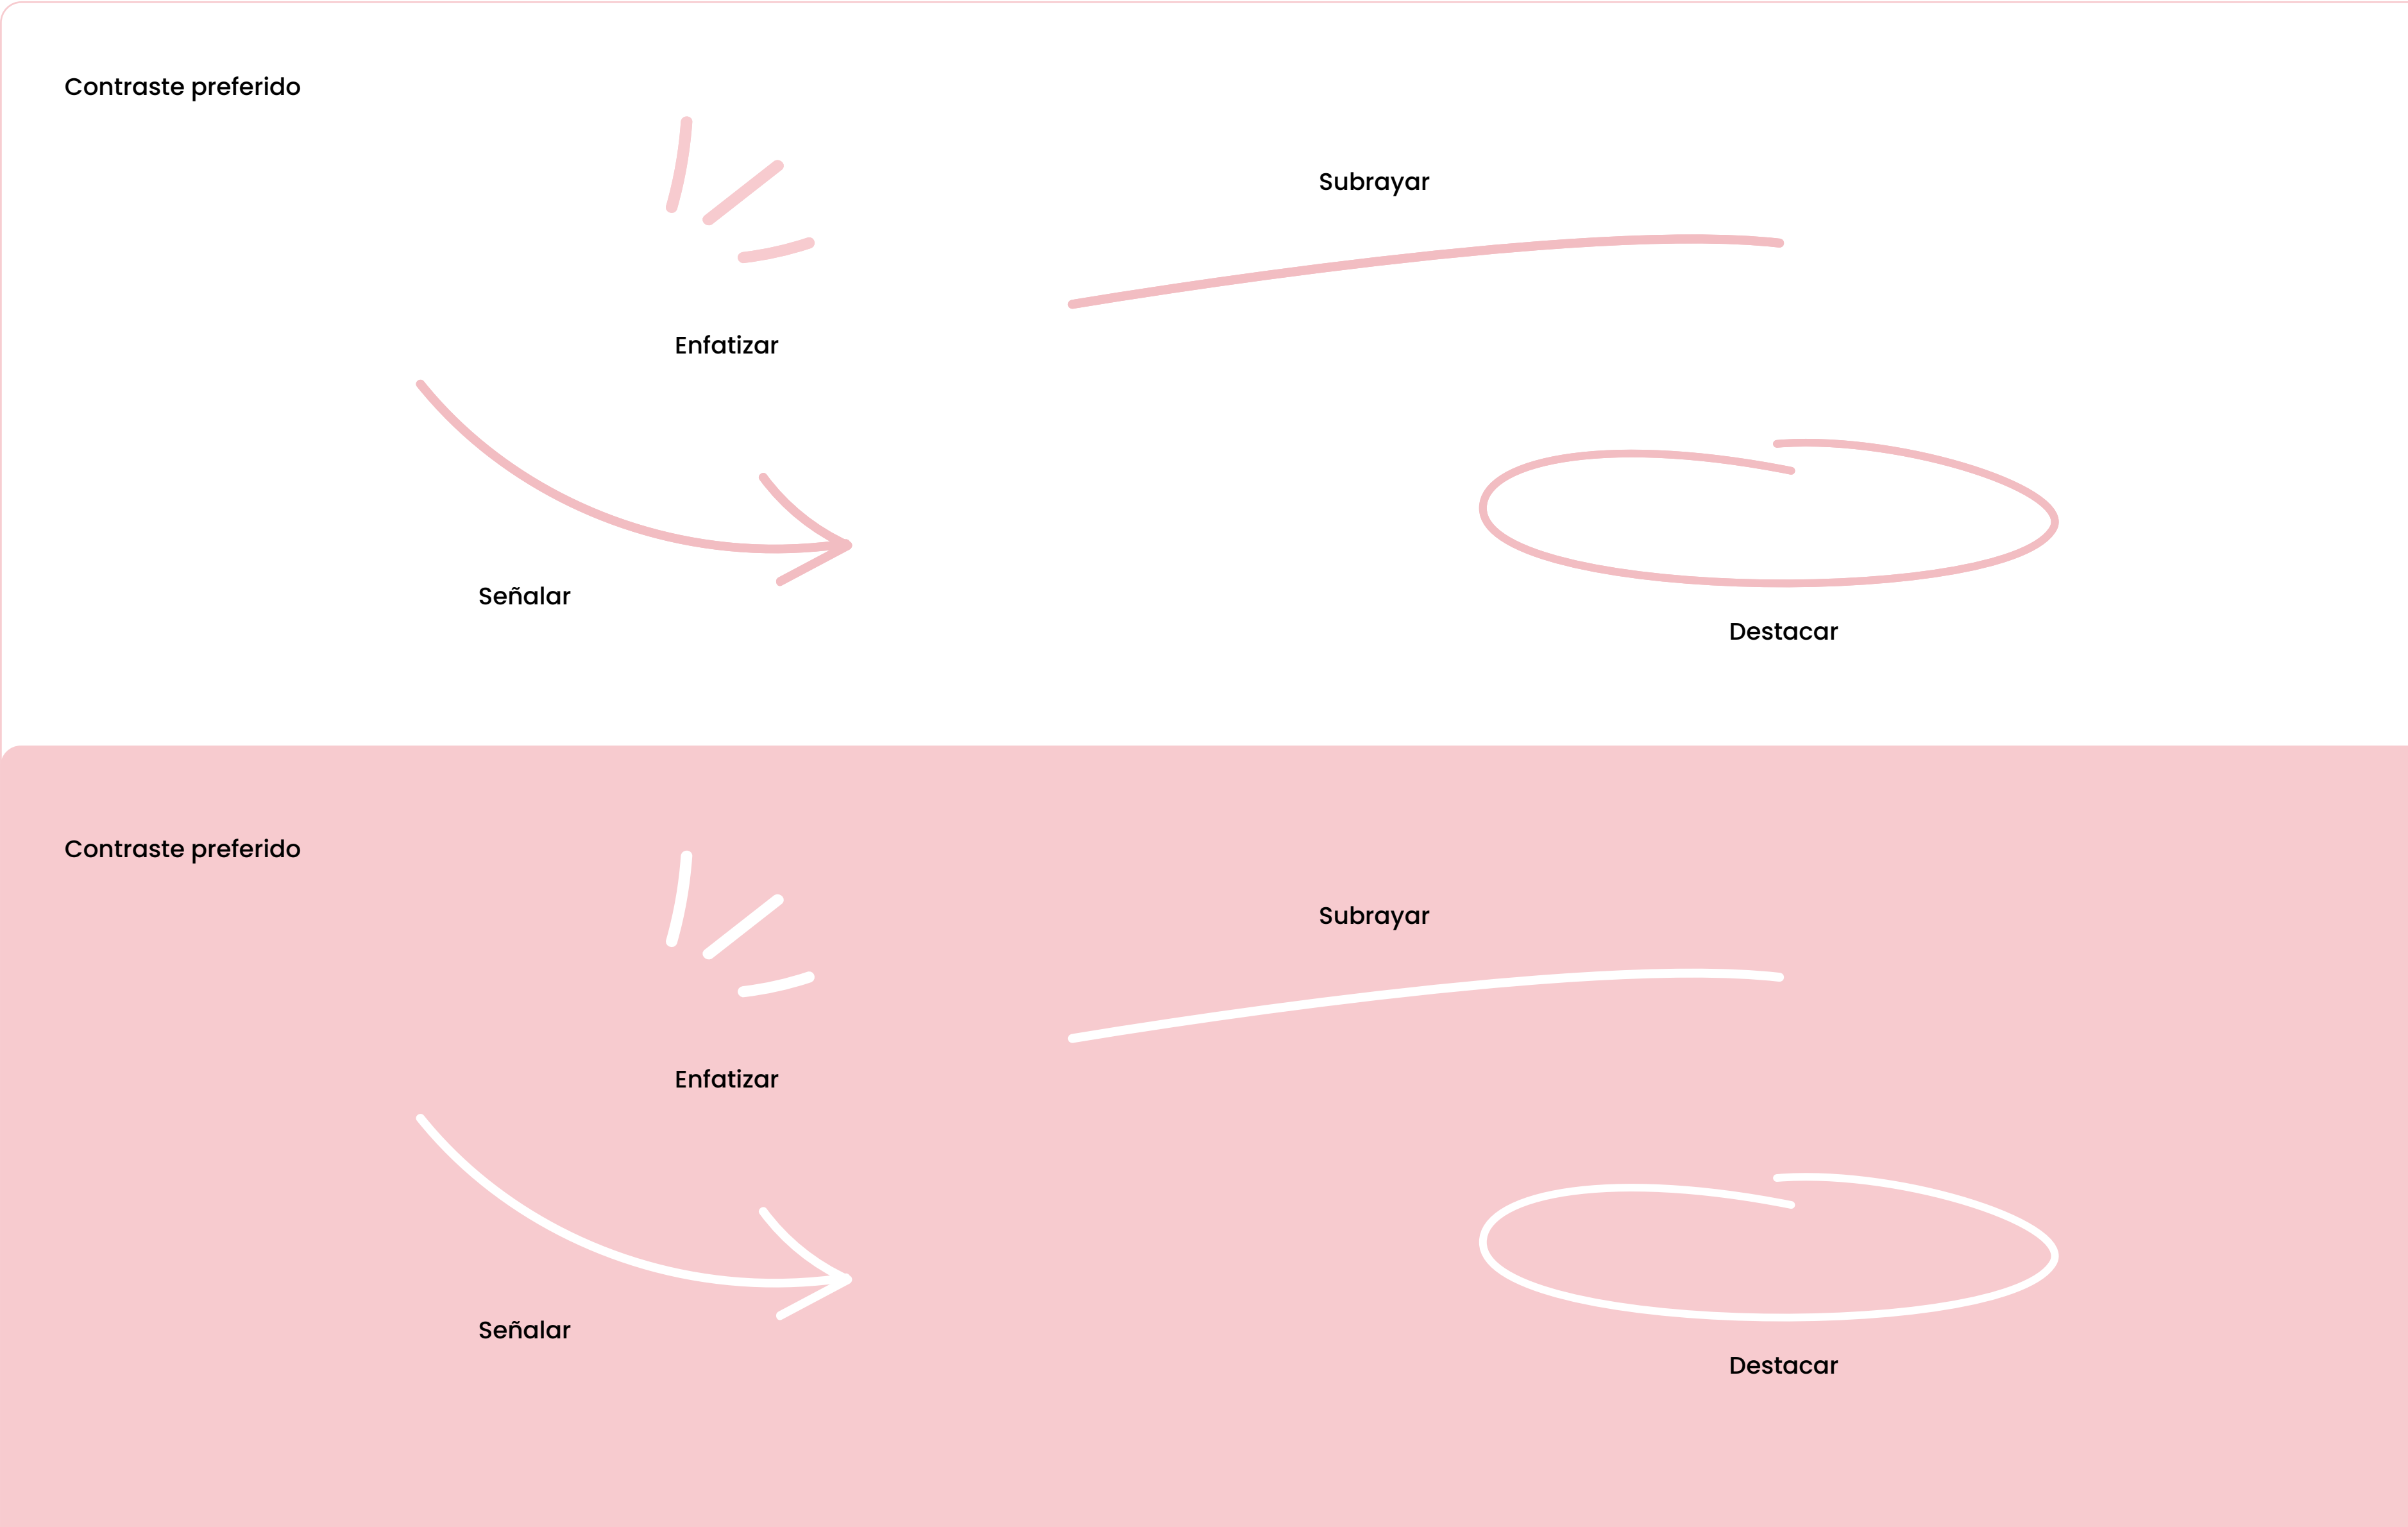 Contraste preferido
Subrayar
Enfatizar
Señalar
Destacar
Contraste preferido
Subrayar
Enfatizar
Señalar
Destacar